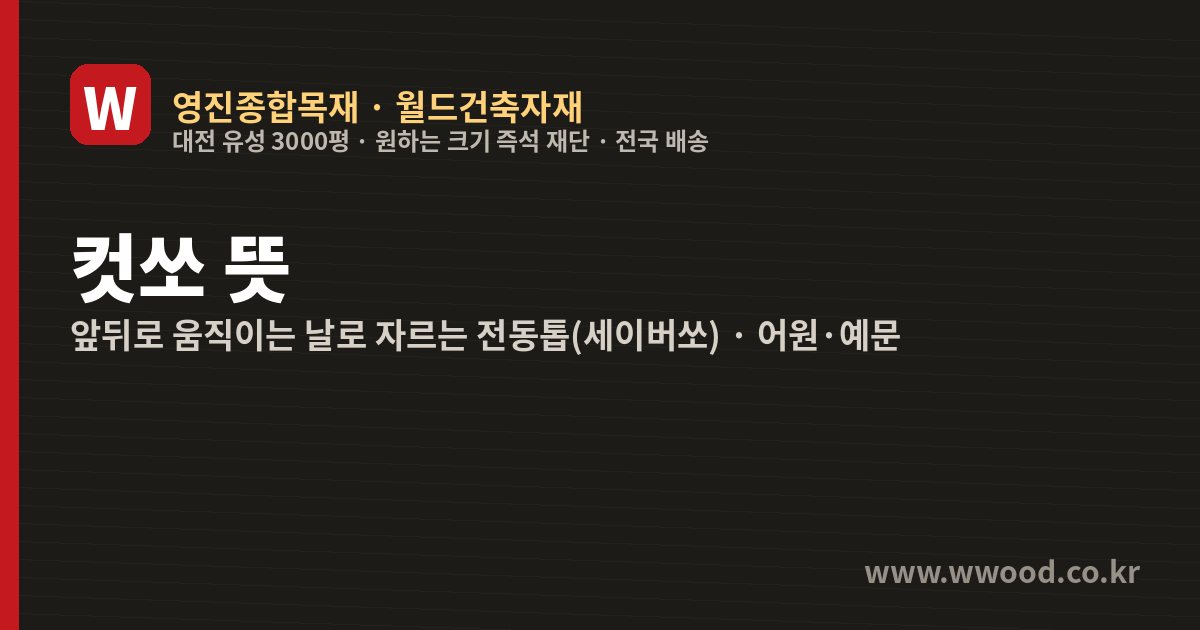 W
영진종합목재 · 월드건축자재
대전 유성 3000평 · 원하는 크기 즉석 재단 · 전국 배송
컷쏘 뜻
앞뒤로 움직이는 날로 자르는 전동톱(세이버쏘) · 어원·예문
www.wwood.co.kr